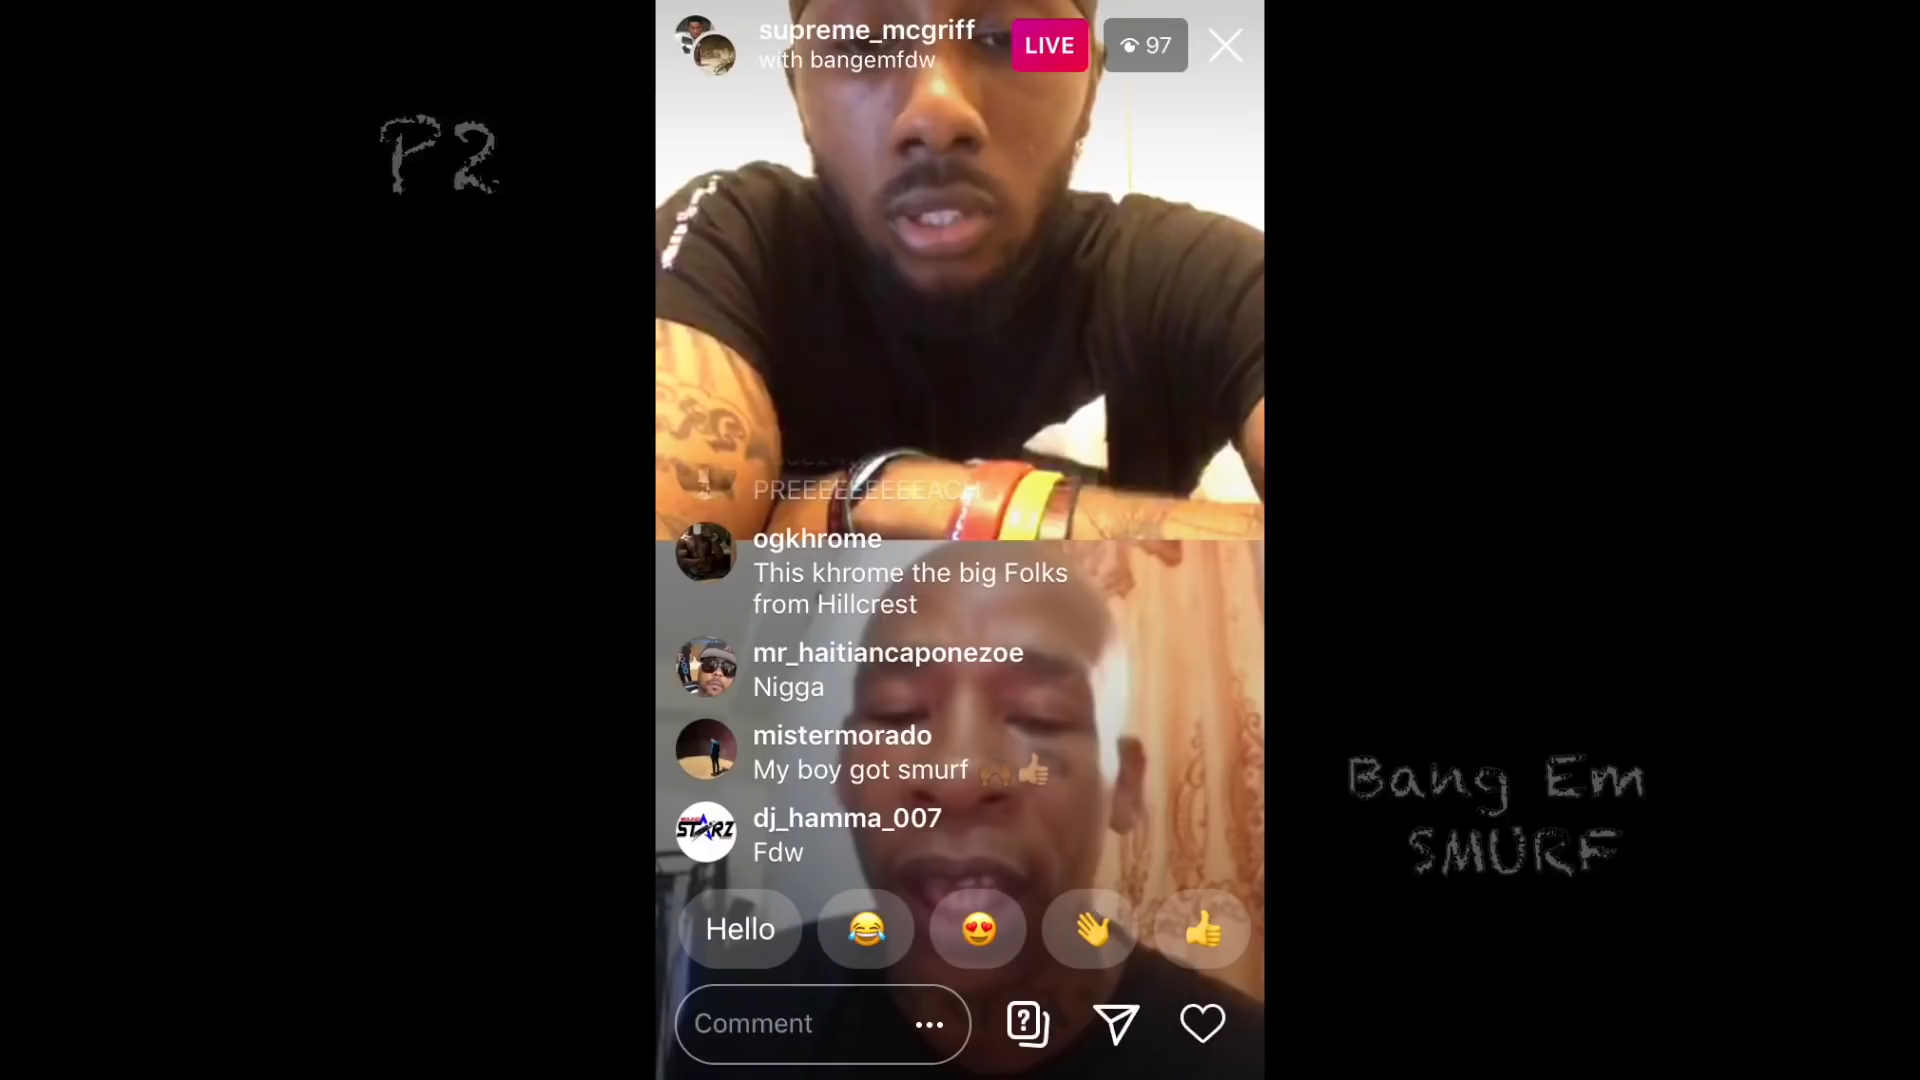 supreme_mcgriff
with bangemfdw
LIVE
97
P2
PREEEEEEEEEACH
ogkhrome
This khrome the big Folks
from Hillcrest
mr_haitiancaponezoe
Nigga
mistermorado
My boy got smurf 🙌🏾👍🏽
STARZ
dj_hamma_007
Fdw
Bang Em
SMURF
Hello
😂
😍
👋
👍
Comment